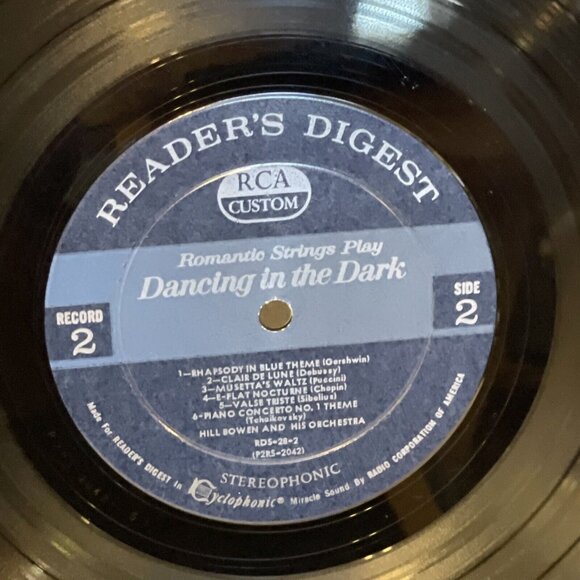 READER'S DIGEST
RCA
CUSTOM
Romantic Strings Play
Dancing in the Dark
RECORD
2
SIDE
2
1—RHAPSODY IN BLUE THEME (Gershwin)
2—CLAIR DE LUNE (Debussy)
3—MUSETTA'S WALTZ (Puccini)
4—E-FLAT NOCTURNE (Chopin)
5—VALSE TRISTE (Sibelius)
6—PIANO CONCERTO NO. 1 THEME
(Tchaikovsky)
HILL BOWEN AND HIS ORCHESTRA
RDS-28-2
(P2RS-2042)
STEREOPHONIC
Made For READER'S DIGEST in Cyclophonic® Miracle Sound By RADIO CORPORATION OF AMERICA